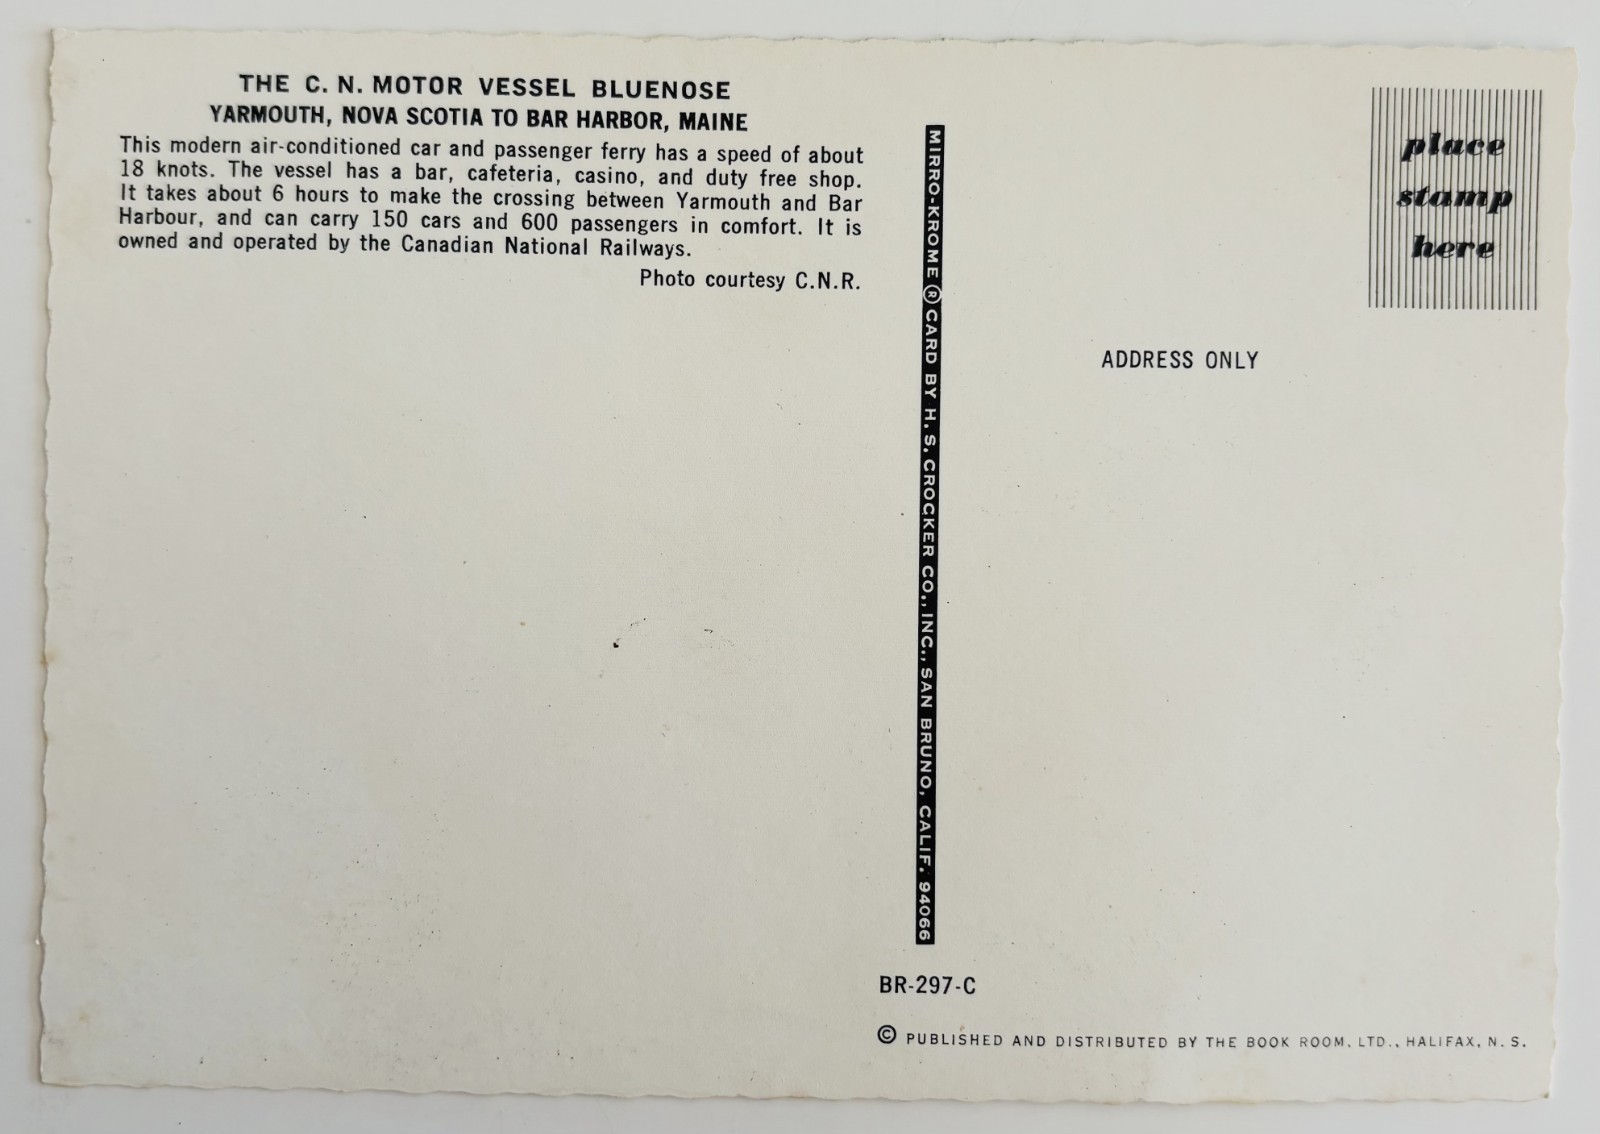 THE C. N. MOTOR VESSEL BLUENOSE
YARMOUTH, NOVA SCOTIA TO BAR HARBOR, MAINE
This modern air-conditioned car and passenger ferry has a speed of about
18 knots. The vessel has a bar, cafeteria, casino, and duty free shop.
It takes about 6 hours to make the crossing between Yarmouth and Bar
Harbour, and can carry 150 cars and 600 passengers in comfort. It is
owned and operated by the Canadian National Railways.
Photo courtesy C.N.R.
MIRRO-KROME ® CARD BY H. S. CROCKER CO., INC., SAN BRUNO, CALIF. 94066
place
stamp
here
ADDRESS ONLY
BR-297-C
© PUBLISHED AND DISTRIBUTED BY THE BOOK ROOM, LTD., HALIFAX, N. S.